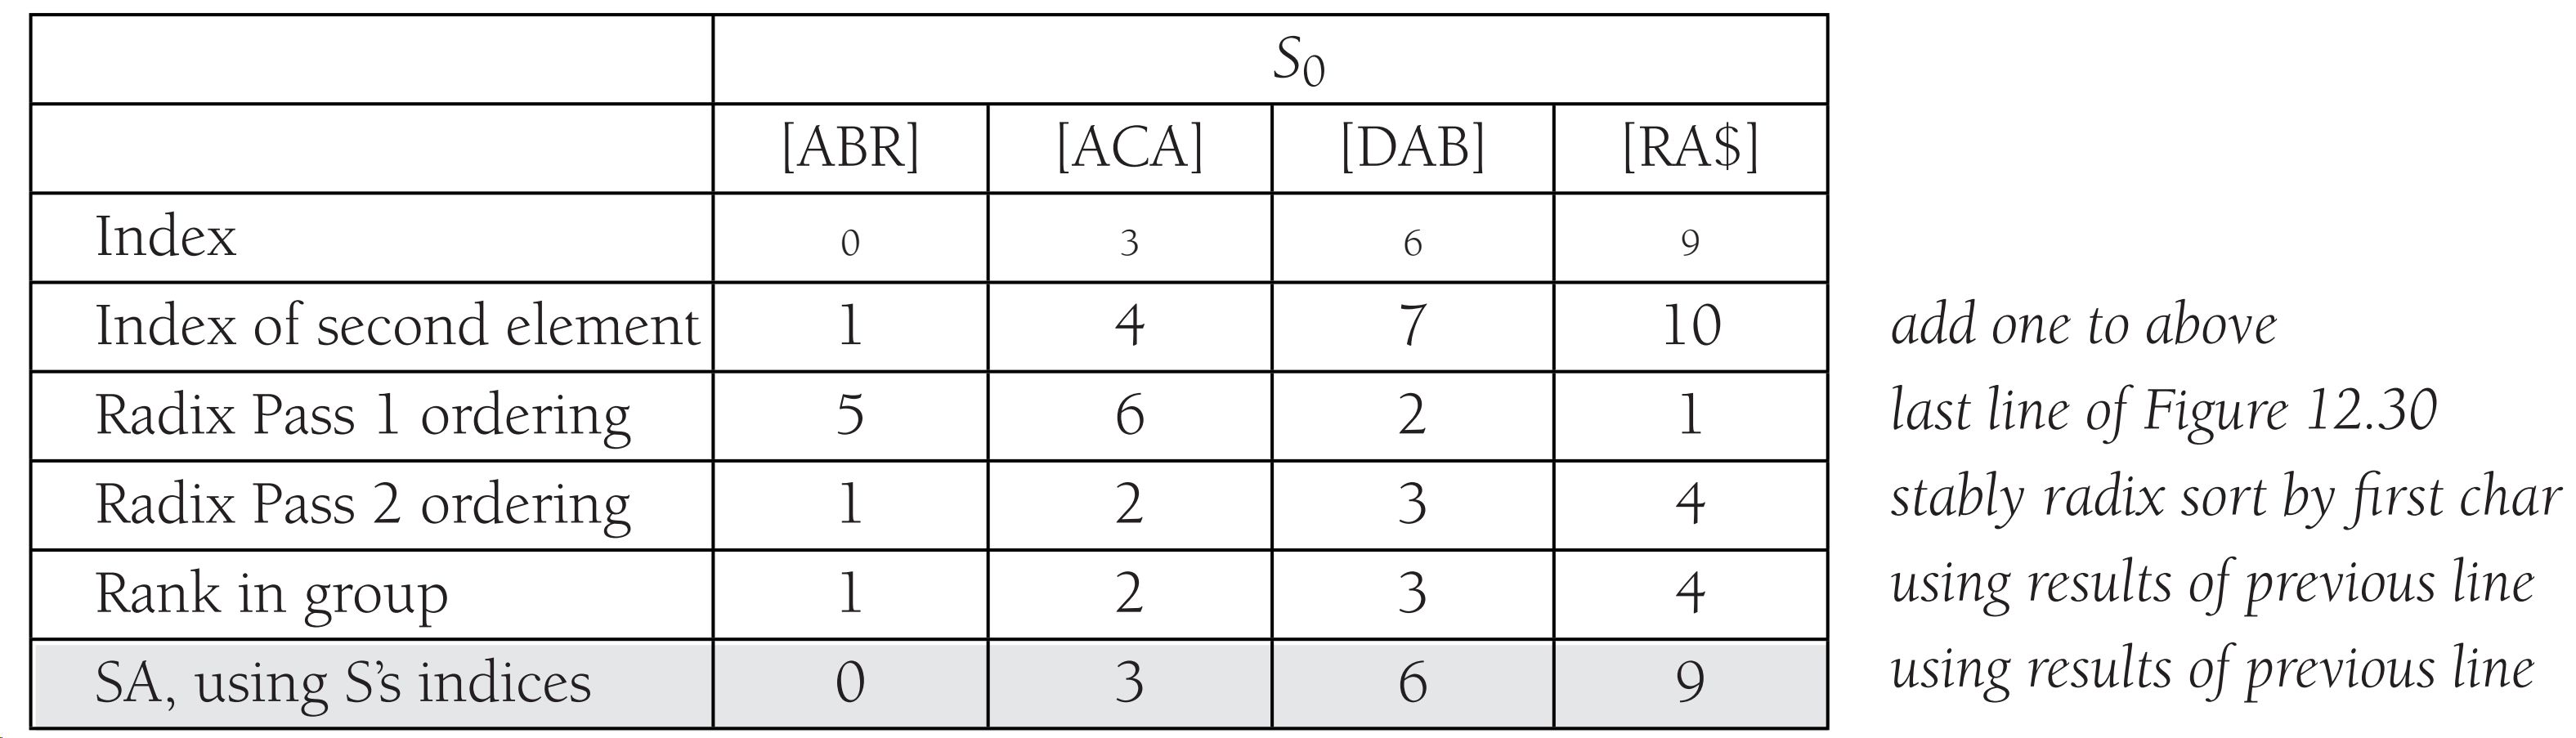 S0
[ABR] [ACA] [DAB] [RA$]
Index 0 3 6 9
Index of second element 1 4 7 10 add one to above
Radix Pass 1 ordering 5 6 2 1 last line of Figure 12.30
Radix Pass 2 ordering 1 2 3 4 stably radix sort by first char
Rank in group 1 2 3 4 using results of previous line
SA, using S’s indices 0 3 6 9 using results of previous line